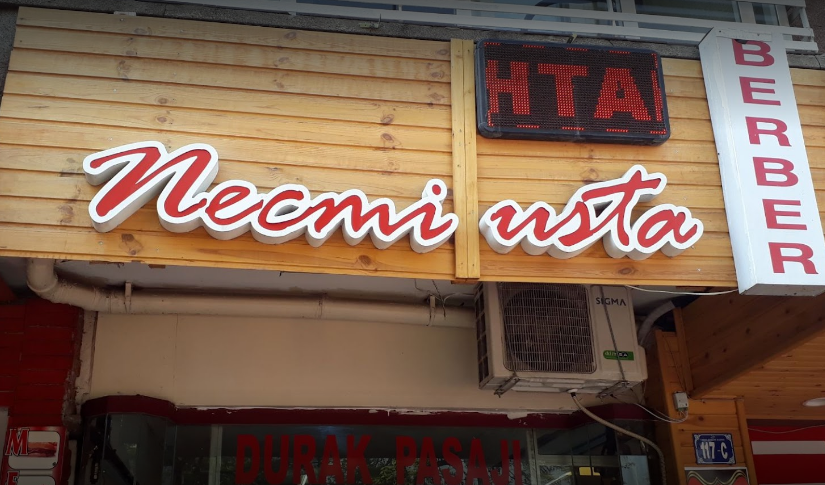 HTA
BERBER
Necmi usta
SIGMA
DURAK PASAJI
117-C
M